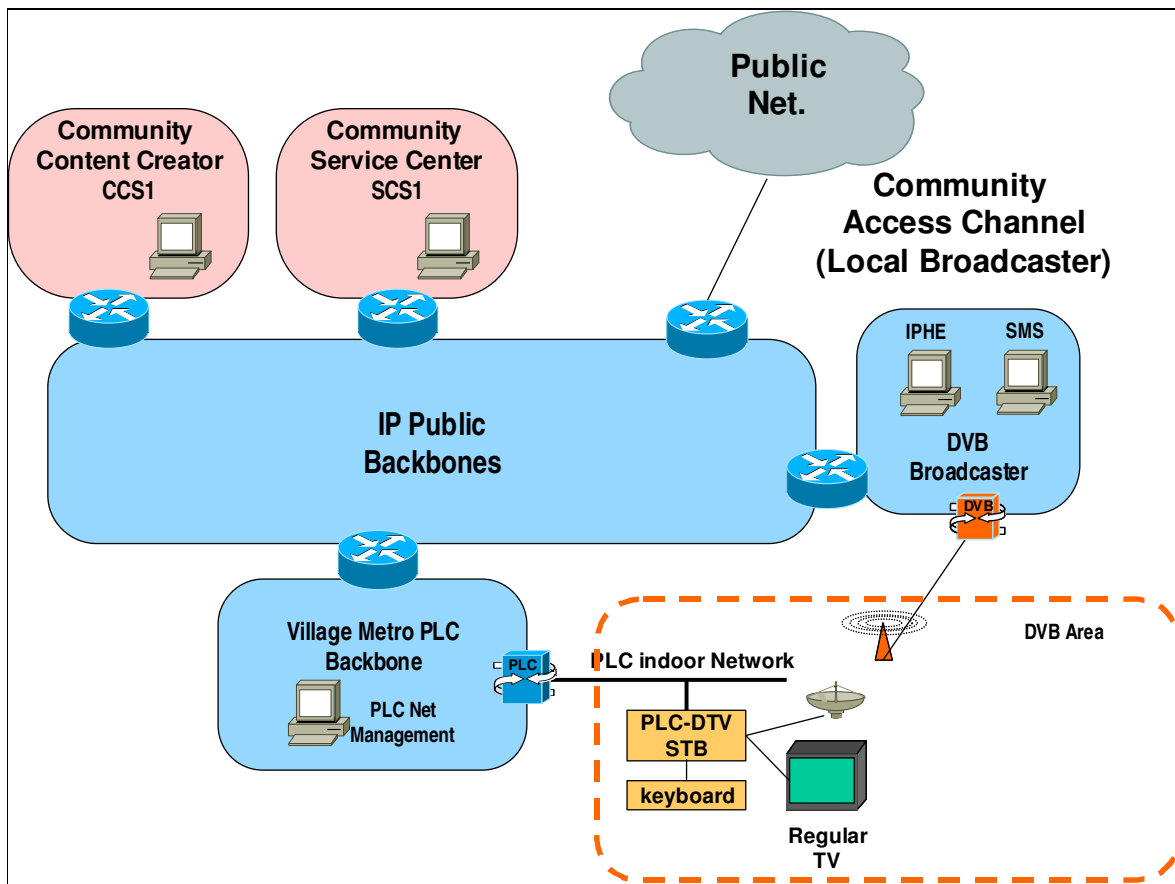 Public
Net.
Community
Content Creator
CCS1
Community
Service Center
SCS1
Community
Access Channel
(Local Broadcaster)
IPHE
SMS
DVB
Broadcaster
DVB
IP Public
Backbones
Village Metro PLC
Backbone
PLC Net
Management
PLC
PLC indoor Network
DVB Area
PLC-DTV
STB
keyboard
Regular
TV